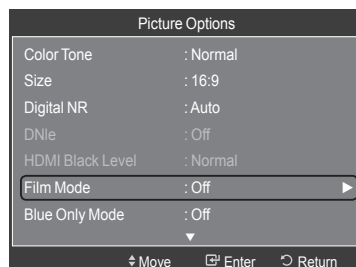 Picture Options
Color Tone : Normal
Size : 16:9
Digital NR : Auto
DNIe : Off
HDMI Black Level : Normal
Film Mode : Off ►
Blue Only Mode : Off
▼
Move Enter Return